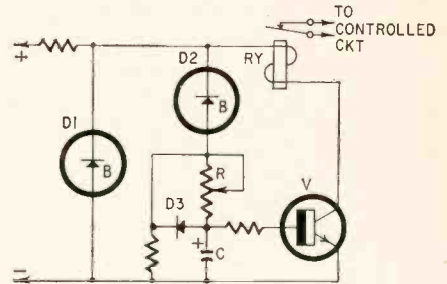 TO
CONTROLLED
CKT
RY
D2
B
D1
B
R
D3
V
+
C
+
−